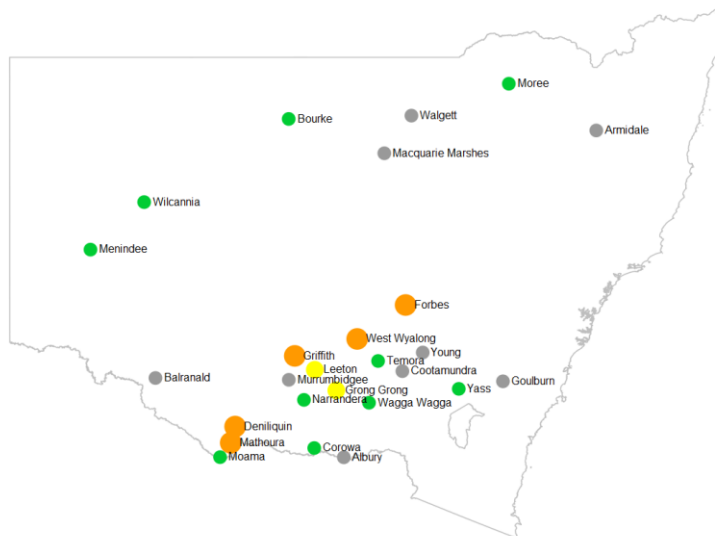 Moree
Walgett
Bourke
Armidale
Macquarie Marshes
Wilcannia
Menindee
Forbes
West Wyalong
Young
Griffith
Temora
Leeton
Cootamundra
Balranald
Murrumbidgee
Goulburn
Grong Grong
Yass
Narrandera
Wagga Wagga
Deniliquin
Mathoura
Corowa
Moama
Albury